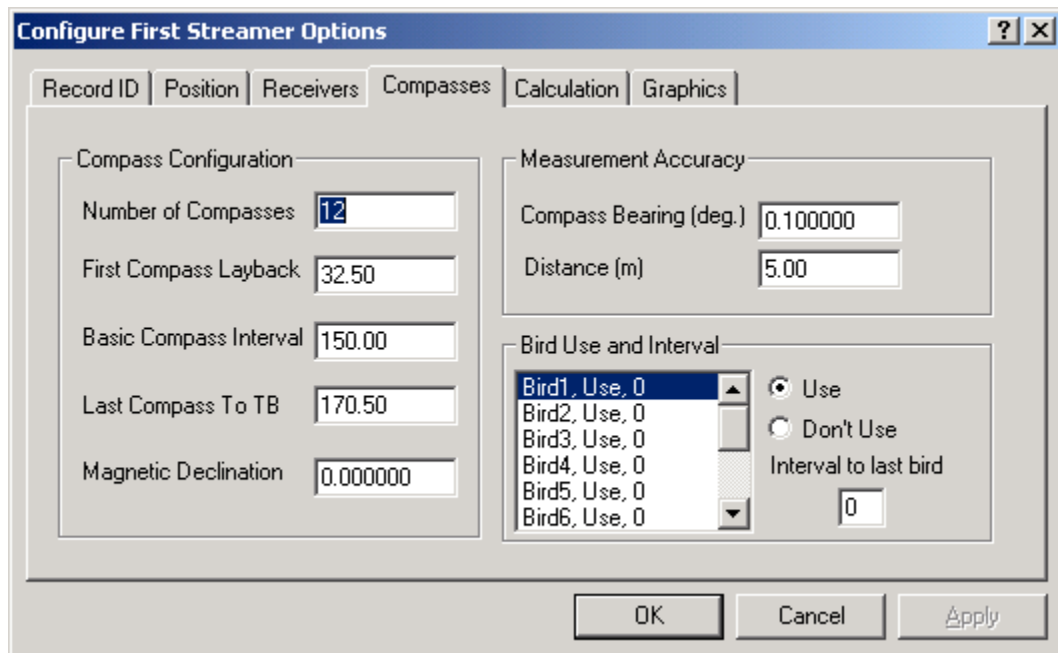 Configure First Streamer Options
Record ID Position Receivers Compasses Calculation Graphics
Compass Configuration
Number of Compasses 12
First Compass Layback 32.50
Basic Compass Interval 150.00
Last Compass To TB 170.50
Magnetic Declination 0.000000
Measurement Accuracy
Compass Bearing (deg.) 0.100000
Distance (m) 5.00
Bird Use and Interval
Bird1, Use, 0
Bird2, Use, 0
Bird3, Use, 0
Bird4, Use, 0
Bird5, Use, 0
Bird6, Use, 0
Use
Don't Use
Interval to last bird
0
OK Cancel Apply